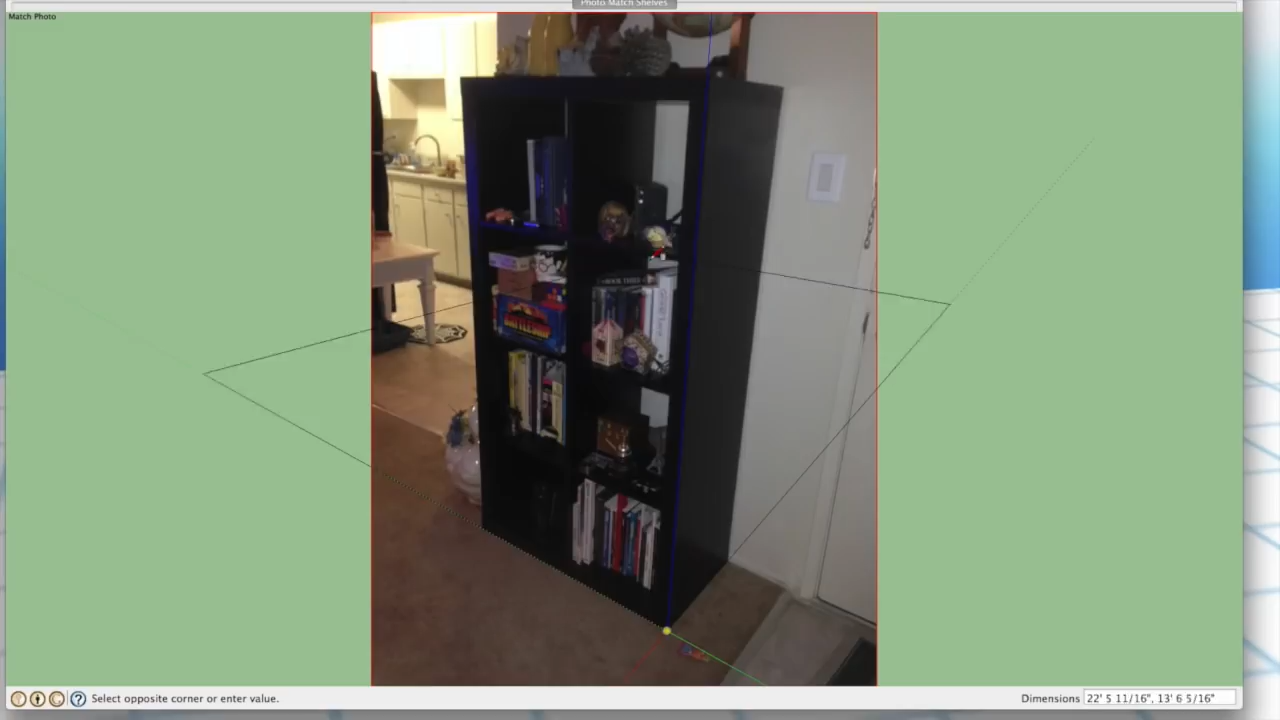 Photo Match Shelves
Match Photo
BATTLESHIP
Select opposite corner or enter value.
Dimensions 22' 5 11/16", 13' 6 5/16"